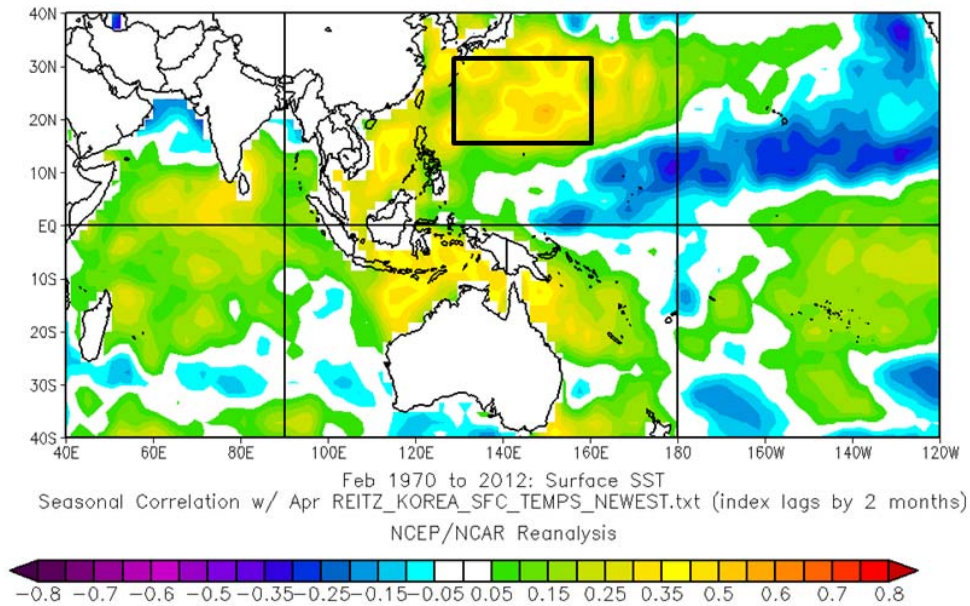 40N
30N
20N
10N
EQ
10S
20S
30S
40S
40E 60E 80E 100E 120E 140E 160E 180 160W 140W 120W
Feb 1970 to 2012: Surface SST
Seasonal Correlation w/ Apr REITZ_KOREA_SFC_TEMPS_NEWEST.txt (index lags by 2 months)
NCEP/NCAR Reanalysis
-0.8 -0.7 -0.6 -0.5 -0.35 -0.25 -0.15 -0.05 0.05 0.15 0.25 0.35 0.45 0.5 0.6 0.7 0.8